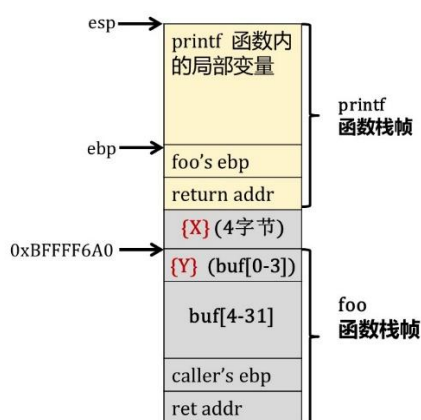 esp
printf 函数内
的局部变量
printf
函数栈帧
ebp
foo's ebp
return addr
{X} (4字节)
0xBFFFF6A0
{Y} (buf[0-3])
buf[4-31]
foo
函数栈帧
caller's ebp
ret addr